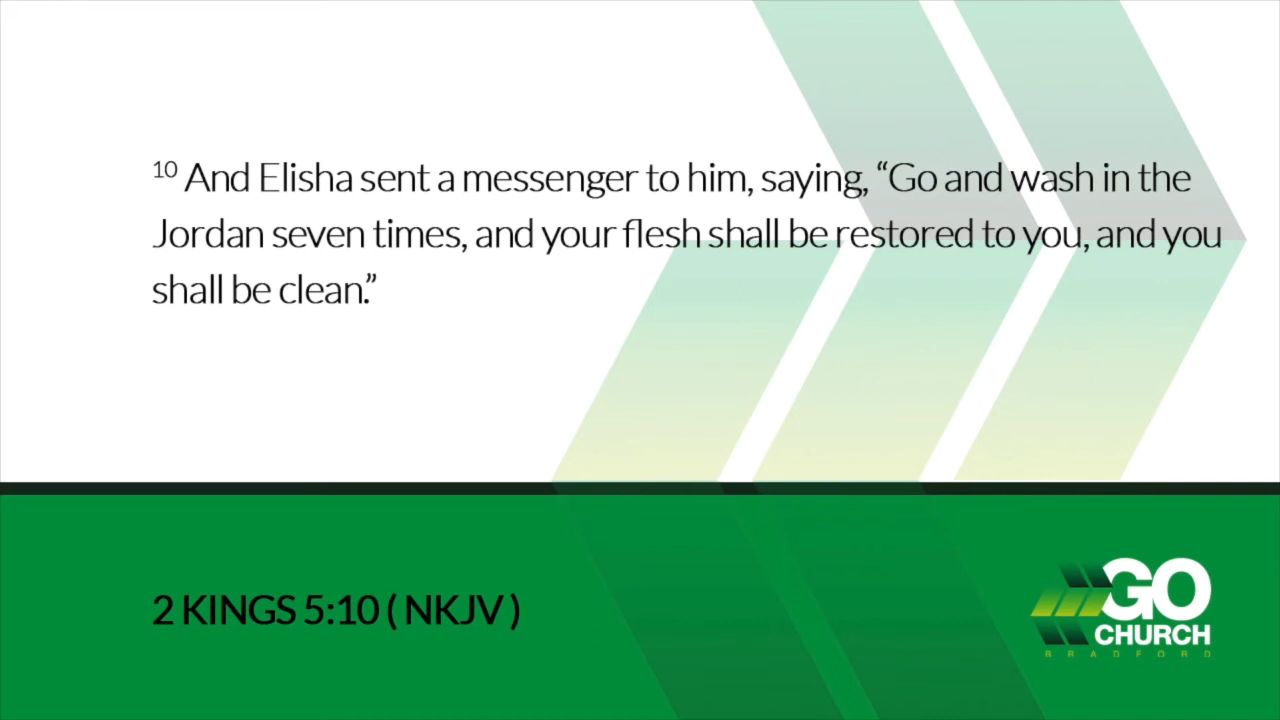 10 And Elisha sent a messenger to him, saying, “Go and wash in the
Jordan seven times, and your flesh shall be restored to you, and you
shall be clean.”
2 KINGS 5:10 ( NKJV )
GO
CHURCH
BRADFORD